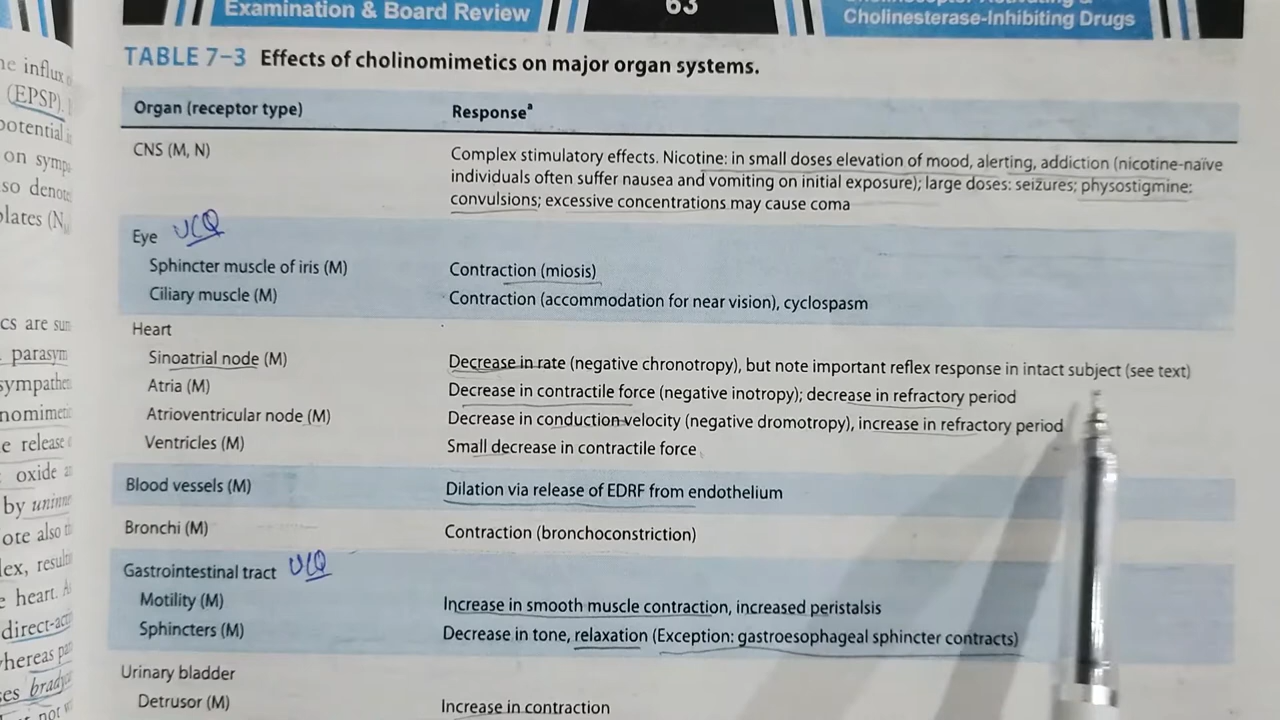 Examination & Board Review
63
Cholinesterase-Inhibiting Drugs
TABLE 7–3 Effects of cholinomimetics on major organ systems.
Organ (receptor type) Responseª
CNS (M, N) Complex stimulatory effects. Nicotine: in small doses elevation of mood, alerting, addiction (nicotine-naïve
individuals often suffer nausea and vomiting on initial exposure); large doses: seizures; physostigmine:
convulsions; excessive concentrations may cause coma
Eye
Sphincter muscle of iris (M) Contraction (miosis)
Ciliary muscle (M) Contraction (accommodation for near vision), cyclospasm
Heart
Sinoatrial node (M) Decrease in rate (negative chronotropy), but note important reflex response in intact subject (see text)
Atria (M) Decrease in contractile force (negative inotropy); decrease in refractory period
Atrioventricular node (M) Decrease in conduction velocity (negative dromotropy), increase in refractory period
Ventricles (M) Small decrease in contractile force
Blood vessels (M) Dilation via release of EDRF from endothelium
Bronchi (M) Contraction (bronchoconstriction)
Gastrointestinal tract
Motility (M) Increase in smooth muscle contraction, increased peristalsis
Sphincters (M) Decrease in tone, relaxation (Exception: gastroesophageal sphincter contracts)
Urinary bladder
Detrusor (M) Increase in contraction